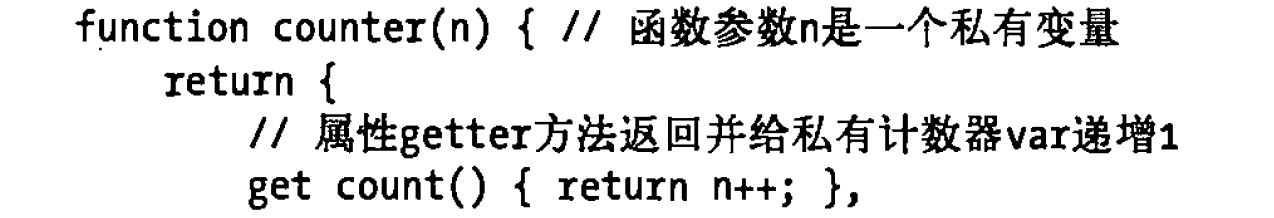 function counter(n) { // 函数参数n是一个私有变量
    return {
        // 属性getter方法返回并给私有计数器var递增1
        get count() { return n++; },